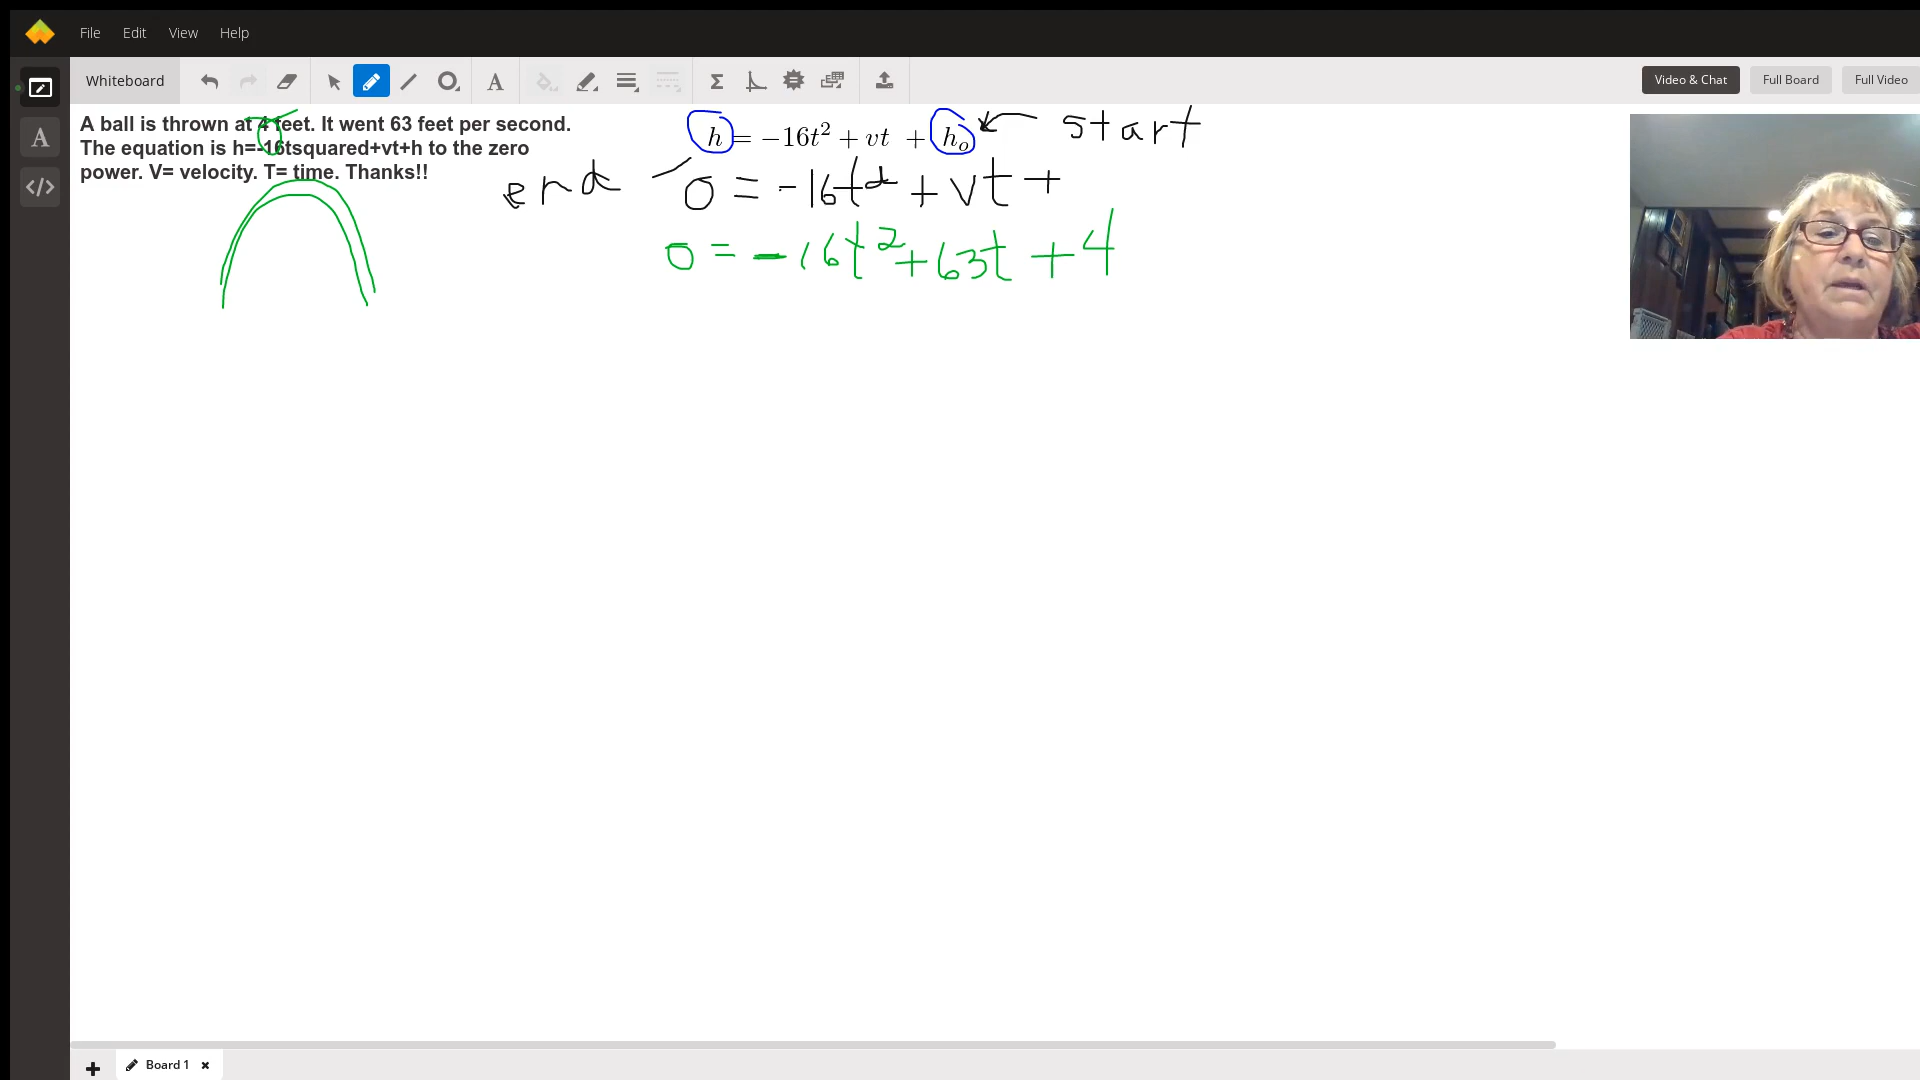 File Edit View Help
Whiteboard A Σ Video & Chat Full Board Full Video
A ball is thrown at 4 feet. It went 63 feet per second.
The equation is h=-16tsquared+vt+h to the zero
power. V= velocity. T= time. Thanks!!
h = −16t² + vt + h₀ start
end 0 = -16t² + vt +
0 = -16t² + 63t + 4
A
</>
Board 1